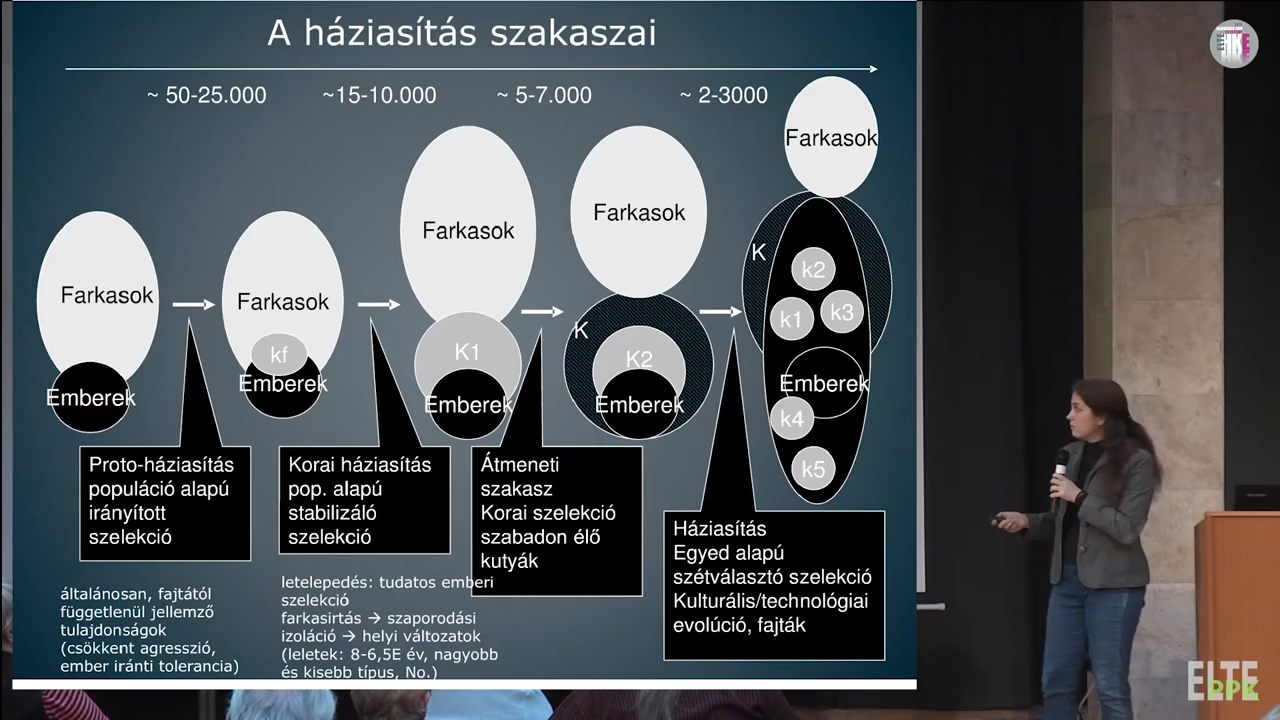 A háziasítás szakaszai
~ 50-25.000
~15-10.000
~ 5-7.000
~ 2-3000
Farkasok
Emberek
Farkasok
kf
Emberek
Farkasok
K1
Emberek
Farkasok
K
K2
Emberek
Farkasok
K
k2
k1
k3
Emberek
k4
k5
Proto-háziasítás
populáció alapú
irányított
szelekció
Korai háziasítás
pop. alapú
stabilizáló
szelekció
Átmeneti
szakasz
Korai szelekció
szabadon élő
kutyák
Háziasítás
Egyed alapú
szétválasztó szelekció
Kulturális/technológiai
evolúció, fajták
általánosan, fajtától
függetlenül jellemző
tulajdonságok
(csökkent agresszió,
ember iránti tolerancia)
letelepedés: tudatos emberi
szelekció
farkasirtás → szaporodási
izoláció → helyi változatok
(leletek: 8-6,5E év, nagyobb
és kisebb típus, No.)
ELTE
PPK